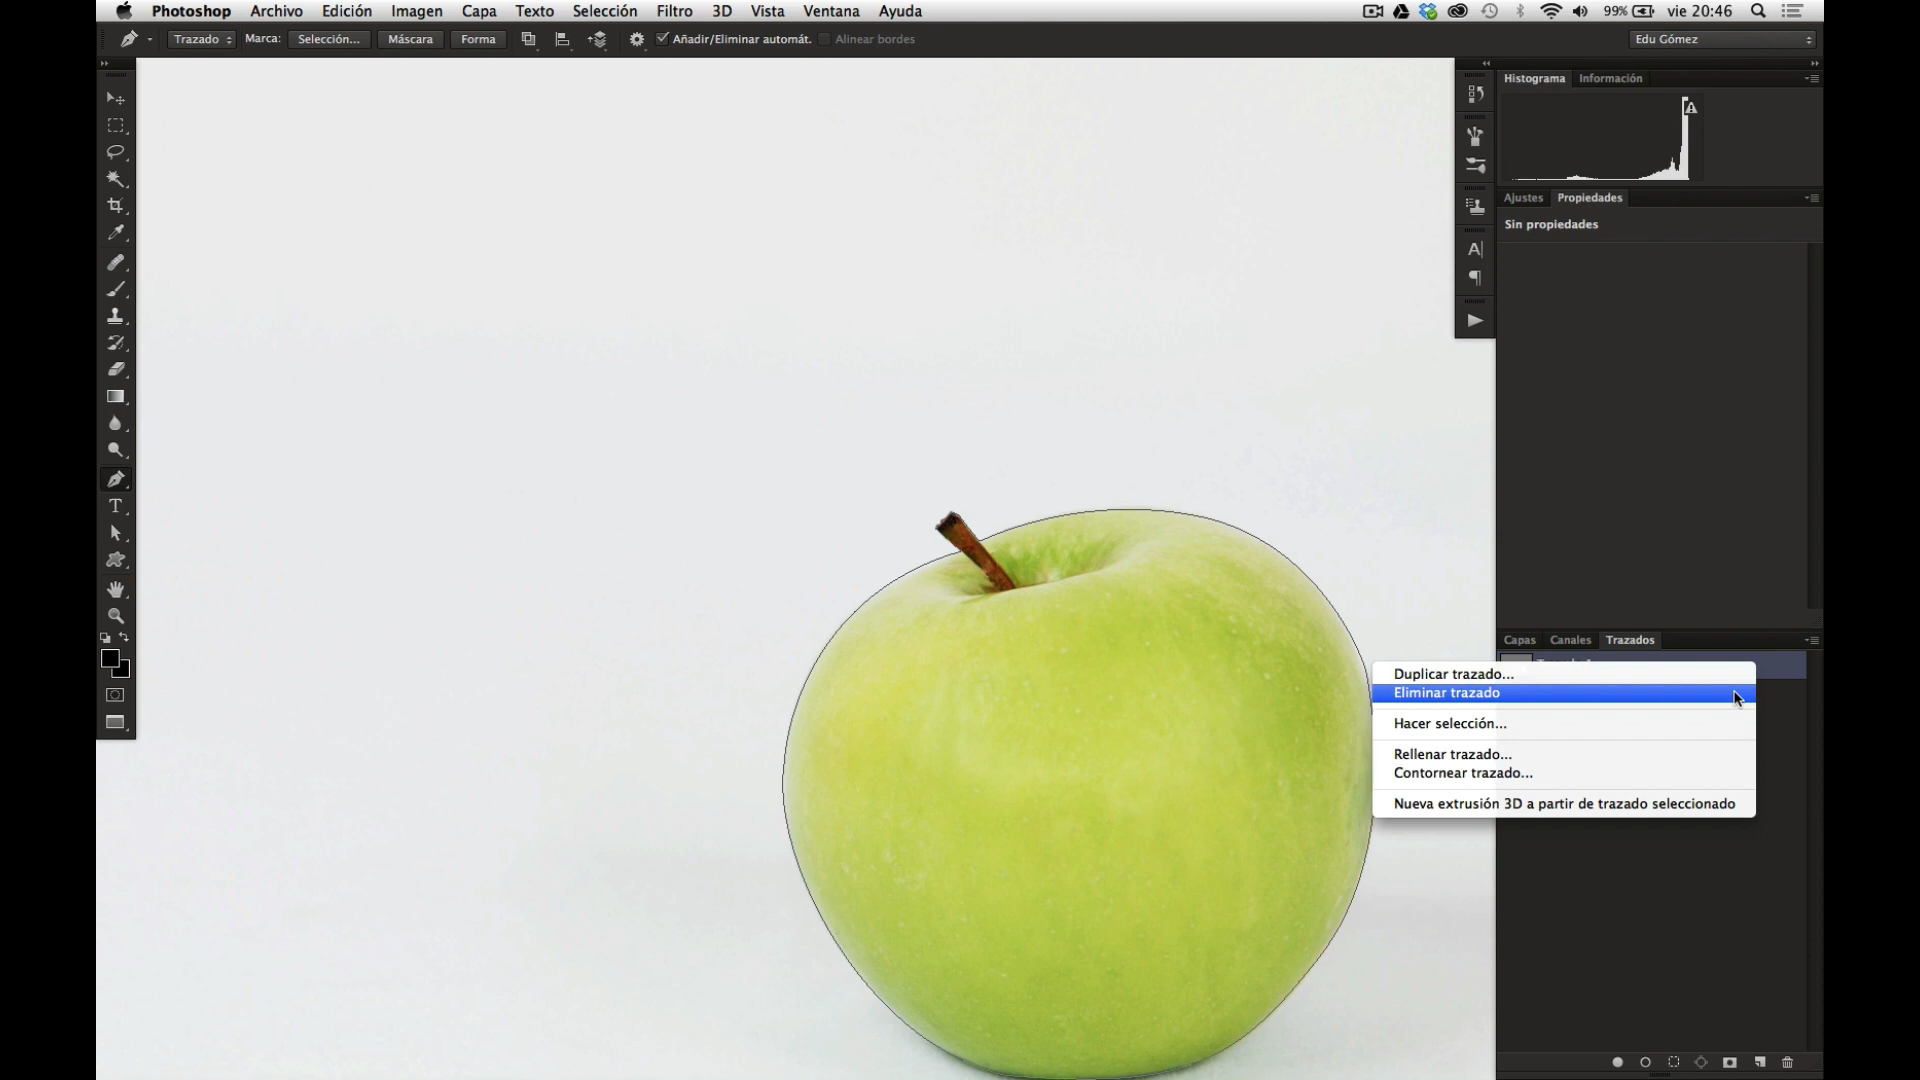 Photoshop Archivo Edición Imagen Capa Texto Selección Filtro 3D Vista Ventana Ayuda 99% vie 20:46
Trazado Marca: Selección... Máscara Forma Añadir/Eliminar automát. Alinear bordes Edu Gómez
Histograma Información
Ajustes Propiedades
Sin propiedades
Capas Canales Trazados
Duplicar trazado...
Eliminar trazado
Hacer selección...
Rellenar trazado...
Contornear trazado...
Nueva extrusión 3D a partir de trazado seleccionado